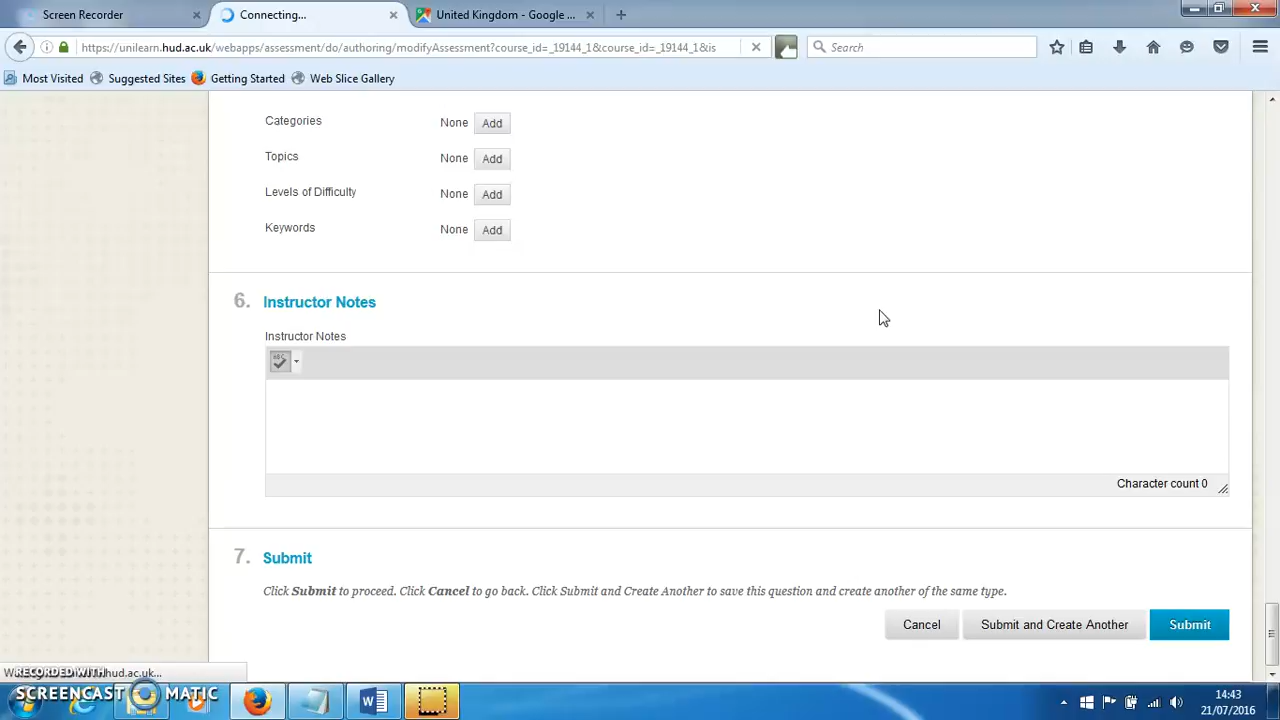 Screen Recorder
Connecting...
United Kingdom - Google ...
https://unilearn.hud.ac.uk/webapps/assessment/do/authoring/modifyAssessment?course_id=_19144_1&course_id=_19144_1&is
Search
Most Visited
Suggested Sites
Getting Started
Web Slice Gallery
Categories
None
Add
Topics
None
Add
Levels of Difficulty
None
Add
Keywords
None
Add
6. Instructor Notes
Instructor Notes
ABC
Character count 0
7. Submit
Click Submit to proceed. Click Cancel to go back. Click Submit and Create Another to save this question and create another of the same type.
Cancel
Submit and Create Another
Submit
hud.ac.uk...
RECORDED WITH
SCREENCAST MATIC
14:43
21/07/2016